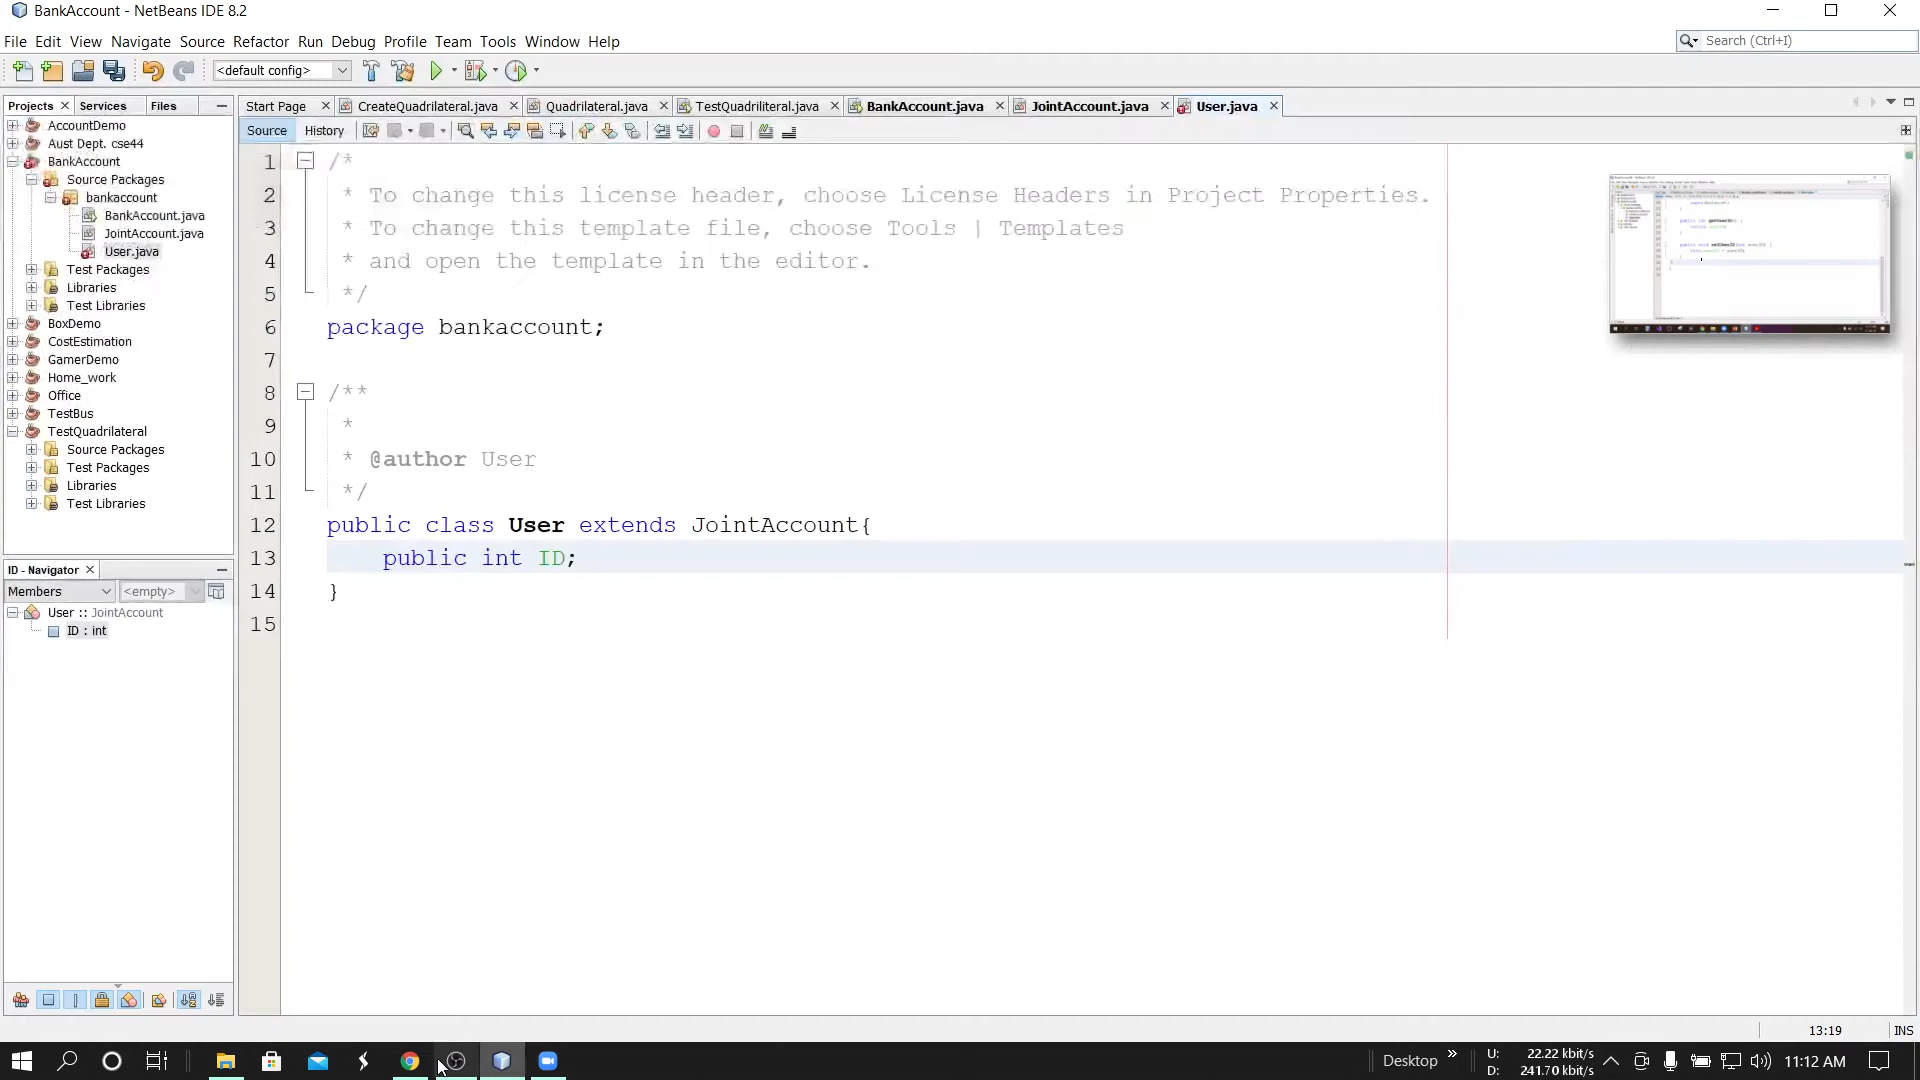 BankAccount - NetBeans IDE 8.2
File Edit View Navigate Source Refactor Run Debug Profile Team Tools Window Help
Search (Ctrl+I)
<default config>
Projects Services Files
Start Page CreateQuadrilateral.java Quadrilateral.java TestQuadriliteral.java BankAccount.java JointAccount.java User.java
Source History
AccountDemo
Aust Dept. cse44
BankAccount
Source Packages
bankaccount
BankAccount.java
JointAccount.java
User.java
Test Packages
Libraries
Test Libraries
BoxDemo
CostEstimation
GamerDemo
Home_work
Office
TestBus
TestQuadrilateral
Source Packages
Test Packages
Libraries
Test Libraries
ID - Navigator
Members <empty>
User :: JointAccount
ID : int
1 /*
2 * To change this license header, choose License Headers in Project Properties.
3 * To change this template file, choose Tools | Templates
4 * and open the template in the editor.
5 */
6 package bankaccount;
7
8 /**
9 *
10 * @author User
11 */
12 public class User extends JointAccount{
13 public int ID;
14 }
15
13:19 INS
Desktop
U: 22.22 kbit/s
D: 241.70 kbit/s
11:12 AM